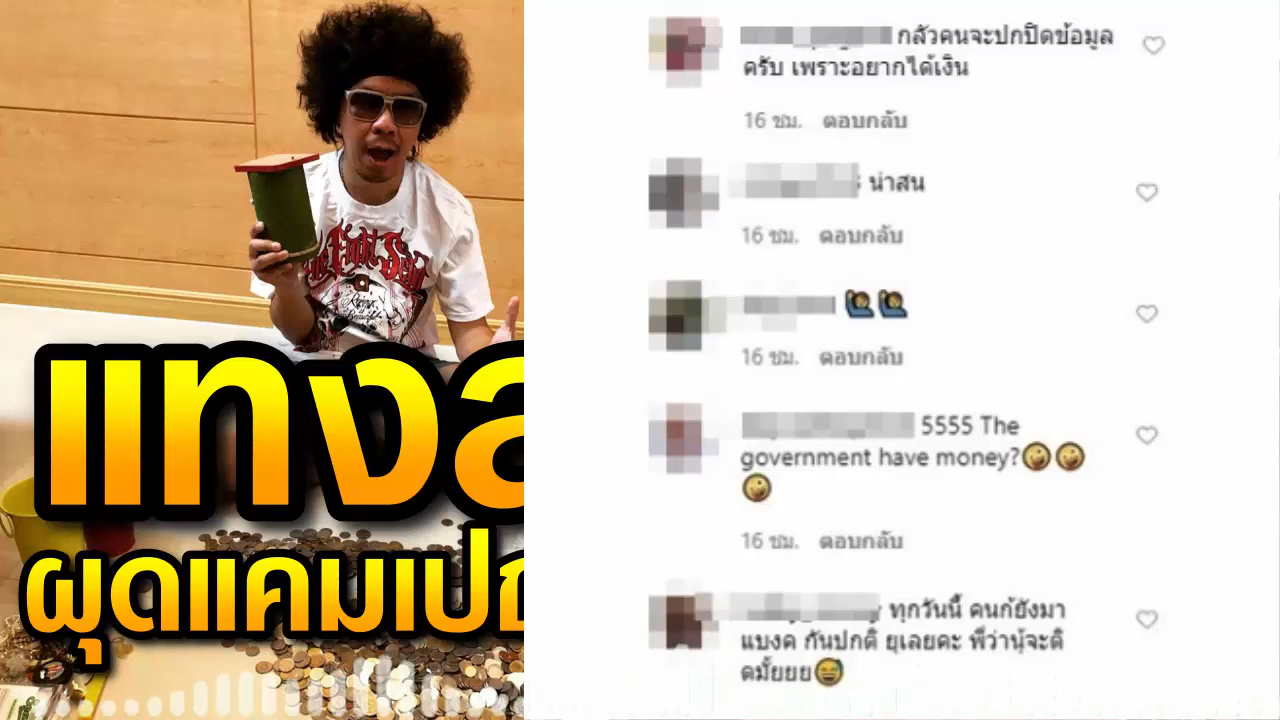 แทง
ผุดแคมเป
กลัวคนจะปกปิดข้อมูล
ครับ เพราะอยากได้เงิน
16 ชม. ตอบกลับ
น่าสน
16 ชม. ตอบกลับ
🙋🙋
16 ชม. ตอบกลับ
5555 The
government have money?🤪🤪
🤪
16 ชม. ตอบกลับ
ทุกวันนี้ คนก้ยังมา
แบงค กันปกติ ยุเลยคะ พี่ว่านุ้จะติ
ดมั้ยยย😅